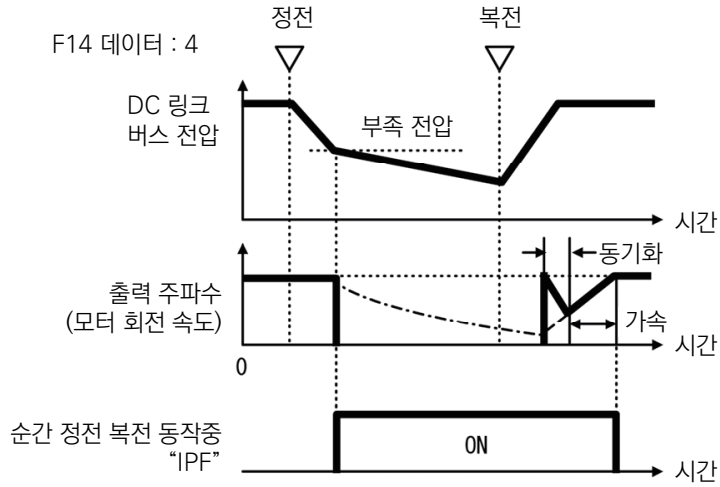 정전
복전
F14 데이터 : 4
DC 링크
버스 전압
부족 전압
시간
동기화
출력 주파수
(모터 회전 속도)
가속
시간
0
순간 정전 복전 동작중
“IPF”
ON
시간